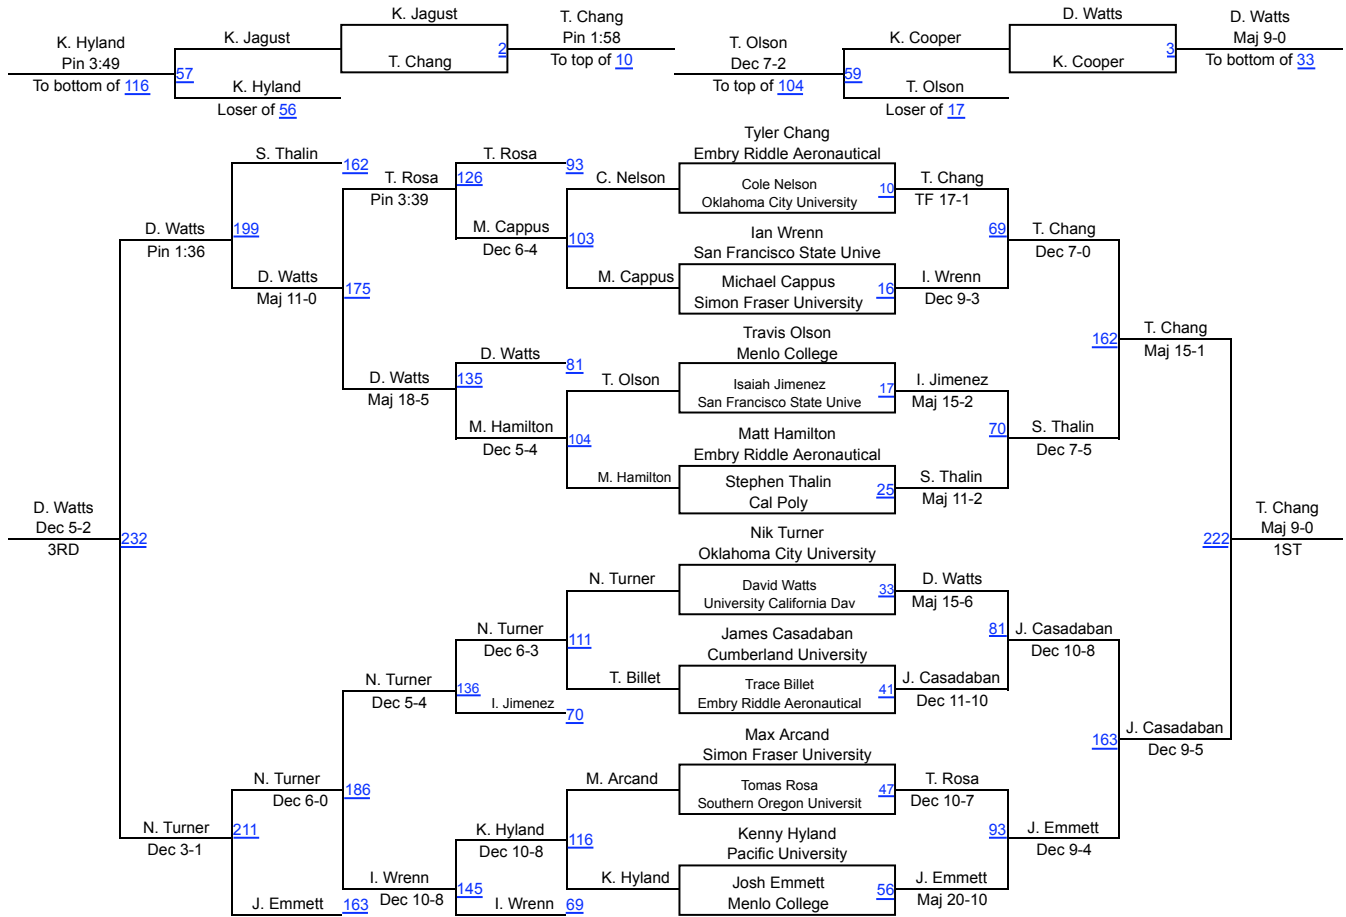 K. Jagust
T. Chang
D. Watts
D. Watts
K. Hyland
K. Jagust
Pin 1:58
T. Olson
K. Cooper
Maj 9-0
Pin 3:49
2
T. Chang
To top of 10
Dec 7-2
3
K. Cooper
To bottom of 33
57
59
To bottom of 116
K. Hyland
To top of 104
T. Olson
Loser of 56
Loser of 17
Tyler Chang
S. Thalin
T. Rosa
Embry Riddle Aeronautical
162
93
T. Rosa
126
C. Nelson
Cole Nelson
10
T. Chang
Pin 3:39
Oklahoma City University
TF 17-1
D. Watts
199
M. Cappus
103
Ian Wrenn
69
T. Chang
Pin 1:36
Dec 6-4
San Francisco State Unive
Dec 7-0
D. Watts
M. Cappus
Michael Cappus
I. Wrenn
Maj 11-0
175
Simon Fraser University
16
Dec 9-3
Travis Olson
162
T. Chang
D. Watts
Menlo College
Maj 15-1
81
D. Watts
135
T. Olson
Isaiah Jimenez
17
I. Jimenez
Maj 18-5
San Francisco State Unive
Maj 15-2
M. Hamilton
104
Matt Hamilton
70
S. Thalin
Dec 5-4
Embry Riddle Aeronautical
Dec 7-5
M. Hamilton
Stephen Thalin
25
S. Thalin
Cal Poly
Maj 11-2
D. Watts
T. Chang
Dec 5-2
Nik Turner
Maj 9-0
3RD
232
Oklahoma City University
222
1ST
N. Turner
David Watts
33
D. Watts
University California Dav
Maj 15-6
N. Turner
111
James Casadaban
81
J. Casadaban
Dec 6-3
Cumberland University
Dec 10-8
N. Turner
136
T. Billet
Trace Billet
41
J. Casadaban
Dec 5-4
I. Jimenez
70
Embry Riddle Aeronautical
Dec 11-10
Max Arcand
163
J. Casadaban
Simon Fraser University
Dec 9-5
N. Turner
186
M. Arcand
Tomas Rosa
47
T. Rosa
Dec 6-0
Southern Oregon Universit
Dec 10-7
N. Turner
211
K. Hyland
116
Kenny Hyland
93
J. Emmett
Dec 3-1
Dec 10-8
Pacific University
Dec 9-4
I. Wrenn
145
K. Hyland
Josh Emmett
56
J. Emmett
Dec 10-8
Menlo College
Maj 20-10
J. Emmett
163
I. Wrenn
69